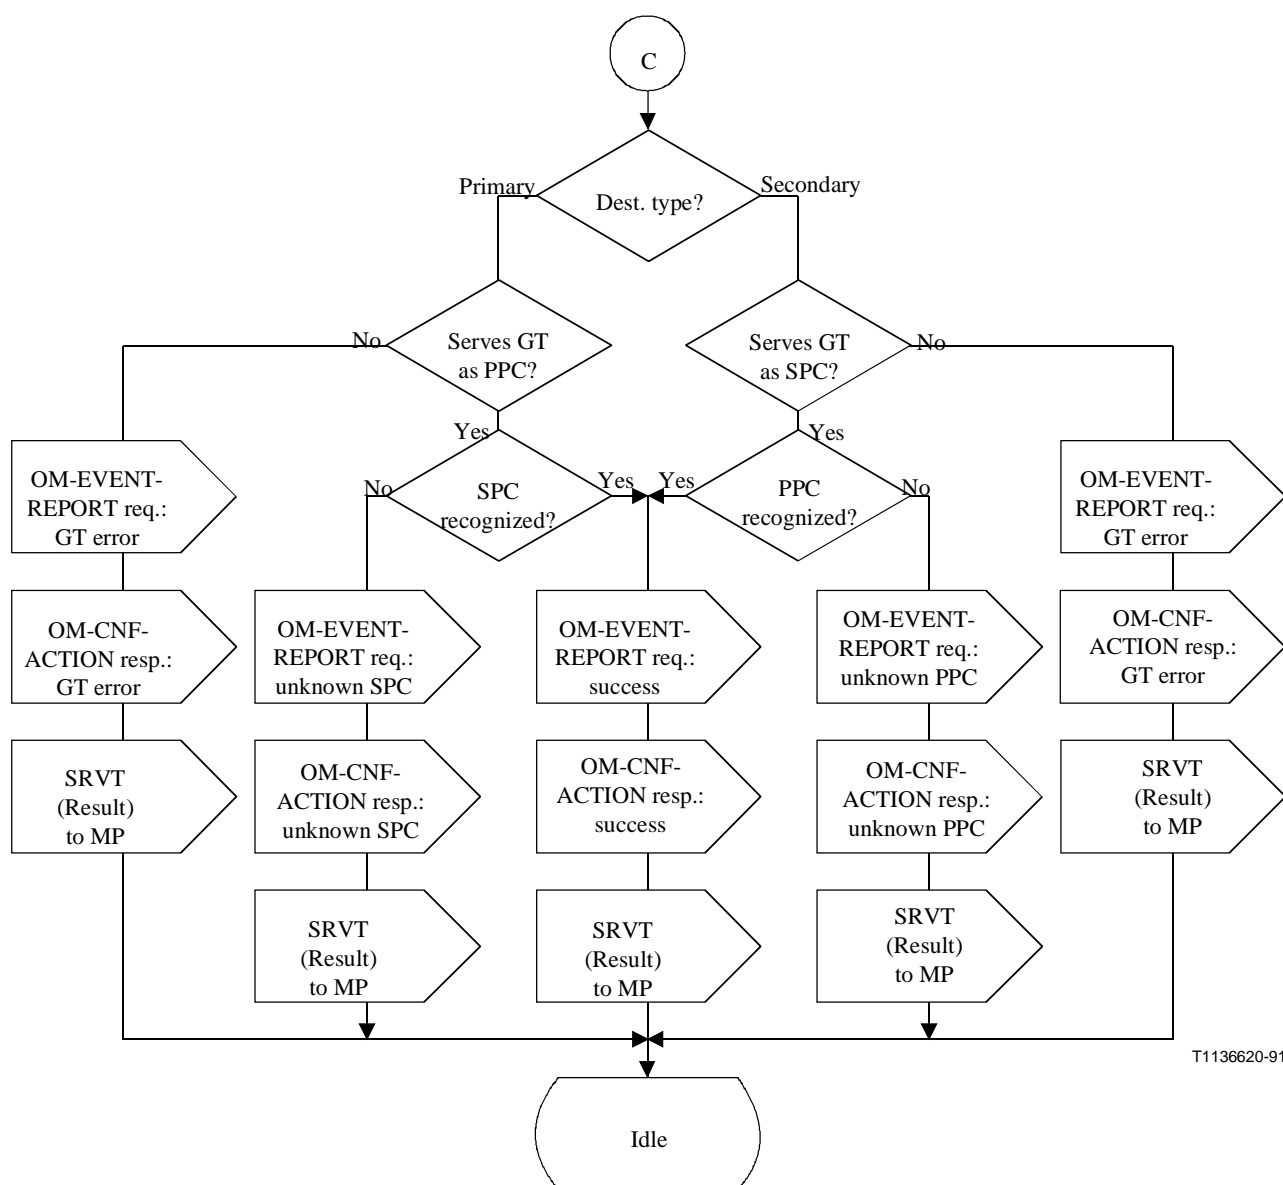 C
Primary
Secondary
Dest. type?
No
Serves GT
as PPC?
Serves GT
as SPC?
No
Yes
Yes
OM-EVENT-
REPORT req.:
GT error
No
SPC
recognized?
Yes
Yes
PPC
recognized?
No
OM-EVENT-
REPORT req.:
GT error
OM-CNF-
ACTION resp.:
GT error
OM-EVENT-
REPORT req.:
unknown SPC
OM-EVENT-
REPORT req.:
success
OM-EVENT-
REPORT req.:
unknown PPC
OM-CNF-
ACTION resp.:
GT error
SRVT
(Result)
to MP
OM-CNF-
ACTION resp.:
unknown SPC
OM-CNF-
ACTION resp.:
success
OM-CNF-
ACTION resp.:
unknown PPC
SRVT
(Result)
to MP
SRVT
(Result)
to MP
SRVT
(Result)
to MP
SRVT
(Result)
to MP
T1136620-91
Idle